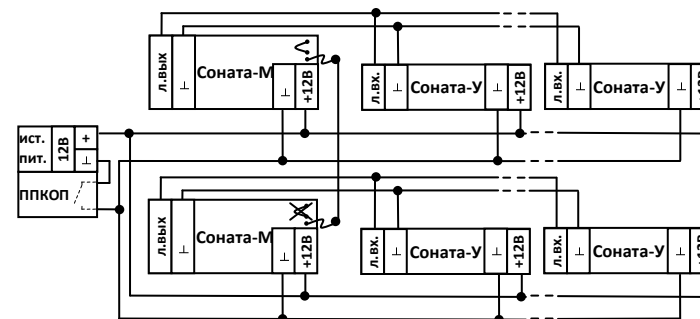 л.вых
⊥
Соната-М
⊥
+12В
л.вх.
⊥
Соната-У
⊥
+12В
л.вх.
⊥
Соната-У
⊥
ист.
пит.
12В
+
⊥
ППКОП
л.вых
⊥
Соната-М
⊥
+12В
л.вх.
⊥
Соната-У
⊥
+12В
л.вх.
⊥
Соната-У
⊥